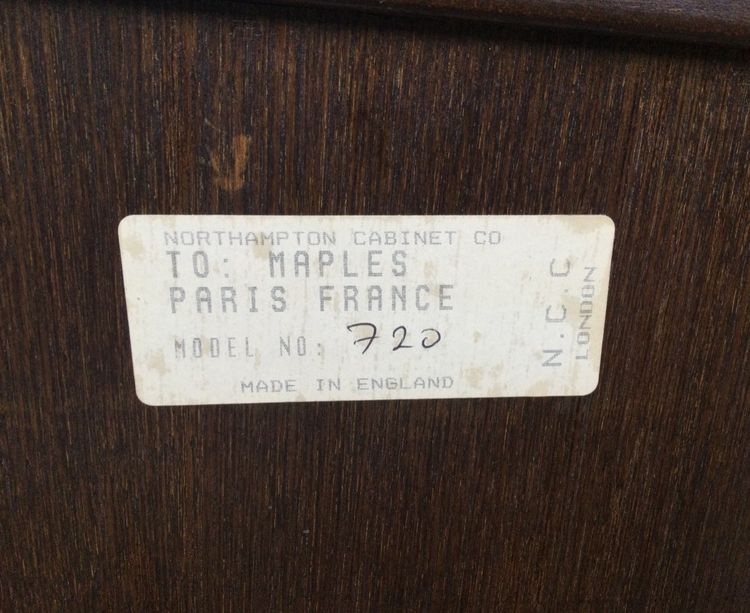 NORTHAMPTON CABINET CO
TO: MAPLES
PARIS FRANCE
MODEL NO: 720
MADE IN ENGLAND
N.C.C
LONDON